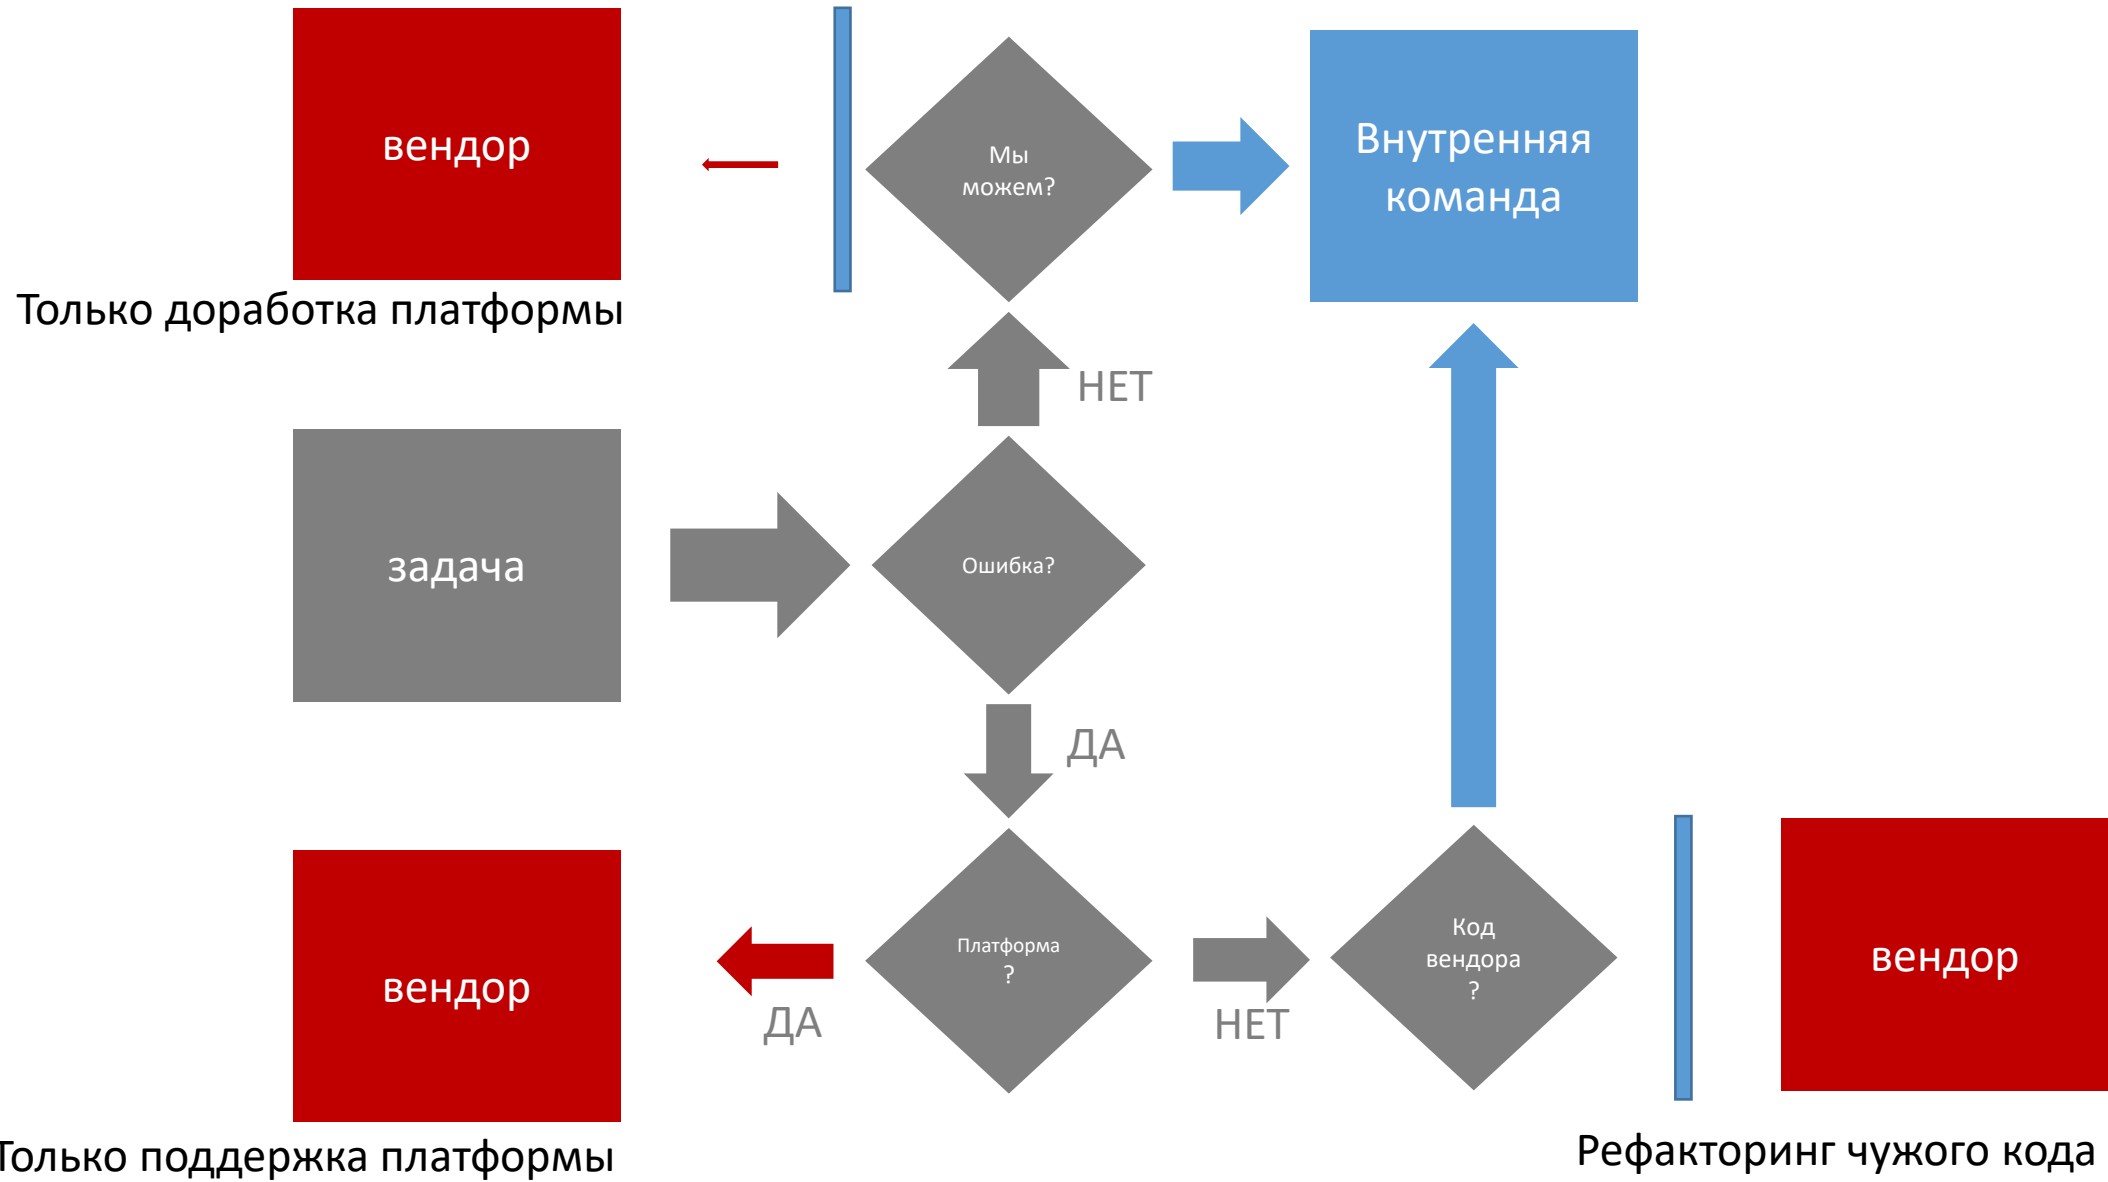 вендор
Мы
можем?
Внутренняя
команда
Только доработка платформы
НЕТ
задача
Ошибка?
ДА
вендор
Платформа
?
Код
вендора
?
вендор
ДА
НЕТ
Только поддержка платформы
Рефакторинг чужого кода